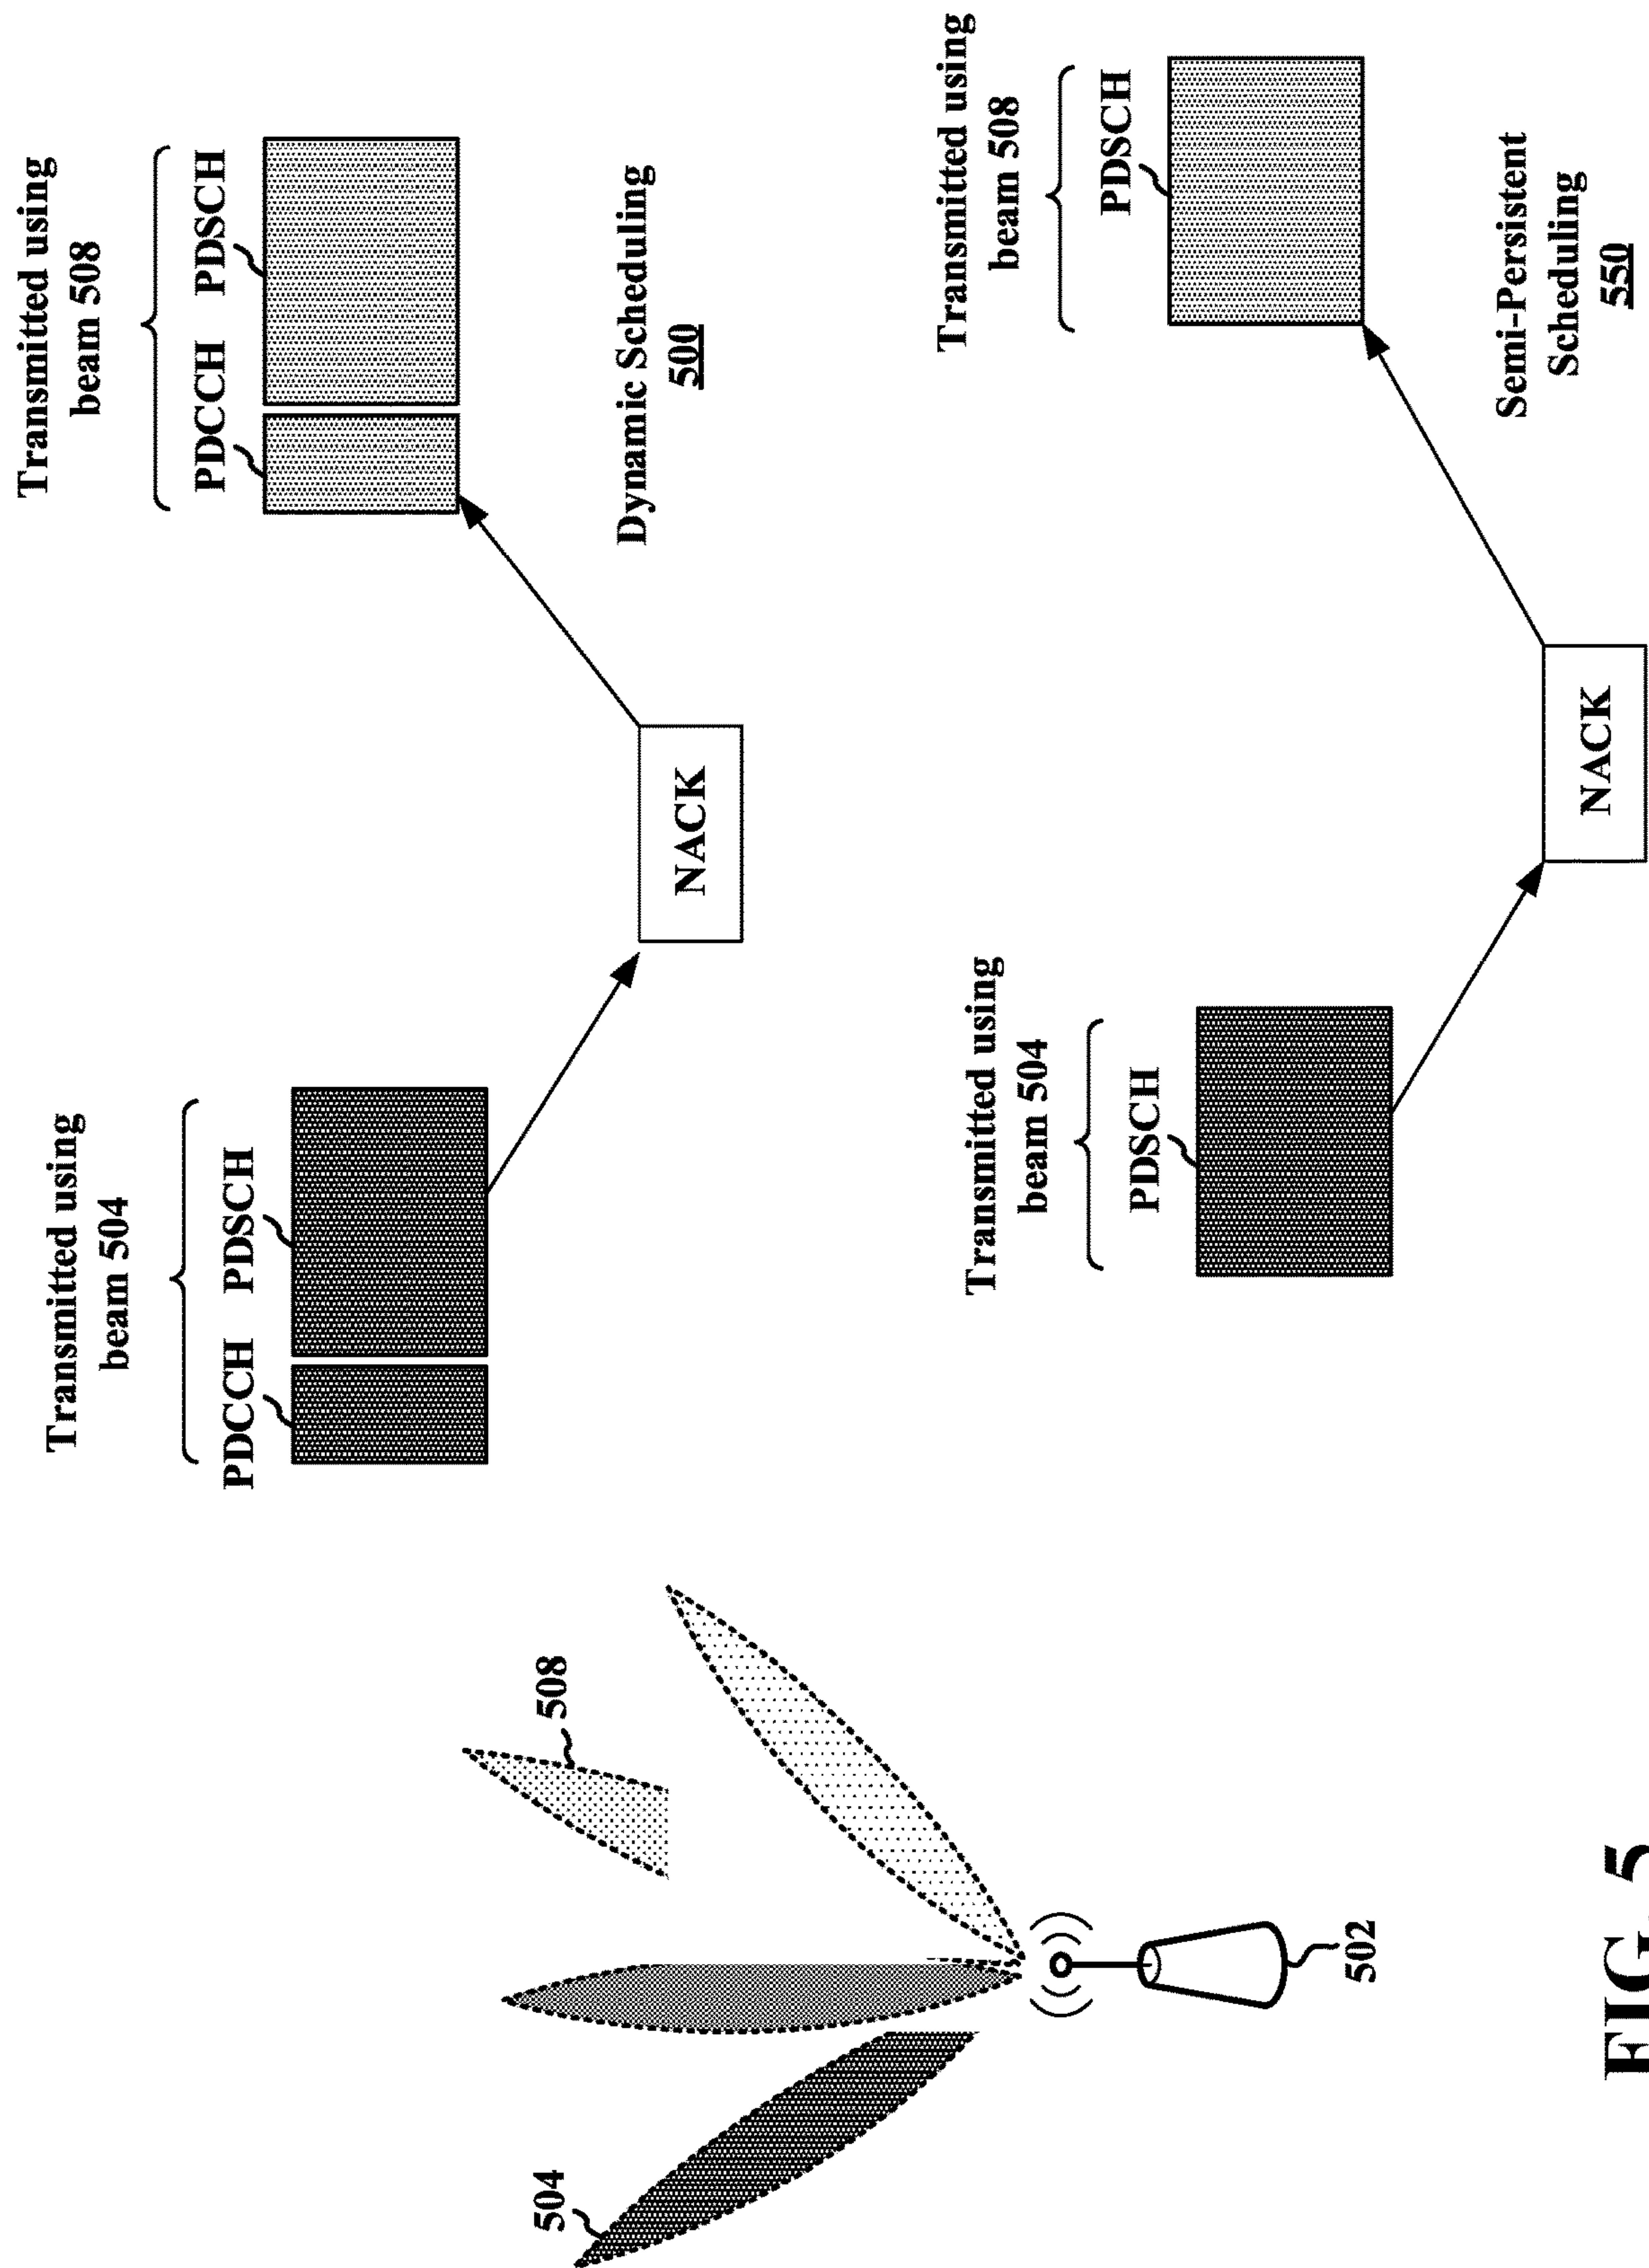 504
508
502
Transmitted using
beam 504
PDCCH PDSCH
NACK
Transmitted using
beam 508
PDCCH PDSCH
Dynamic Scheduling
500
Transmitted using
beam 504
PDSCH
NACK
Transmitted using
beam 508
PDSCH
Semi-Persistent
Scheduling
550
FIG. 5